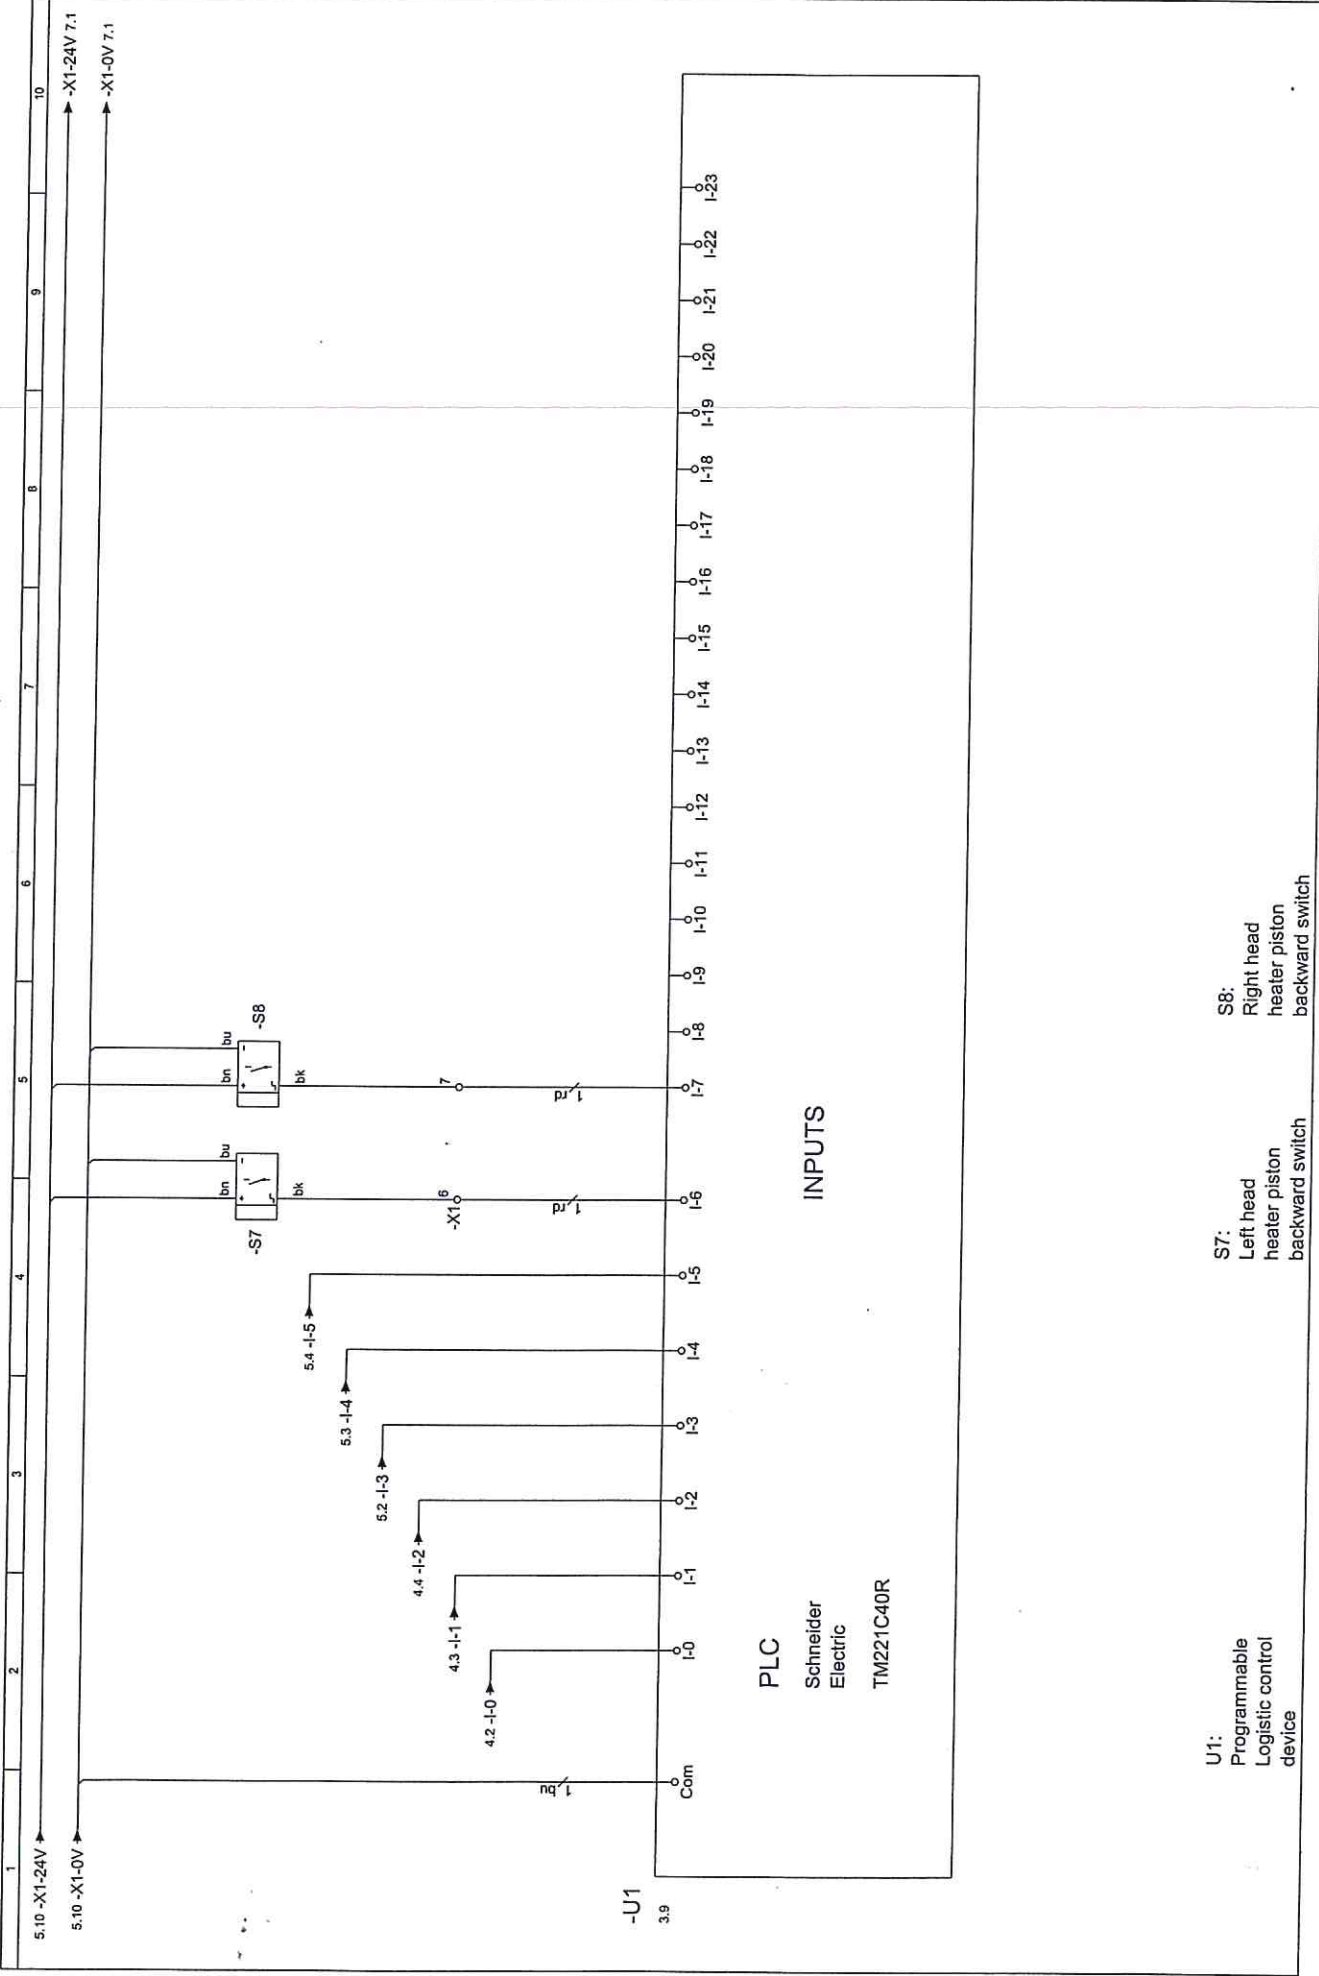 1
2
3
4
5
6
7
8
9
10
5.10 -X1-24V
-X1-24V 7.1
5.10 -X1-0V
-X1-0V 7.1
bn
bu
-S7
bk
bn
bu
-S8
bk
5.4 -I-5
5.3 -I-4
5.2 -I-3
4.4 -I-2
4.3 -I-1
4.2 -I-0
-X1
6
7
1 bu
1 rd
1 rd
-U1
3.9
Com
I-0
I-1
I-2
I-3
I-4
I-5
I-6
I-7
I-8
I-9
I-10
I-11
I-12
I-13
I-14
I-15
I-16
I-17
I-18
I-19
I-20
I-21
I-22
I-23
PLC
Schneider
Electric
TM221C40R
INPUTS
U1:
Programmable
Logistic control
device
S7:
Left head
heater piston
backward switch
S8:
Right head
heater piston
backward switch